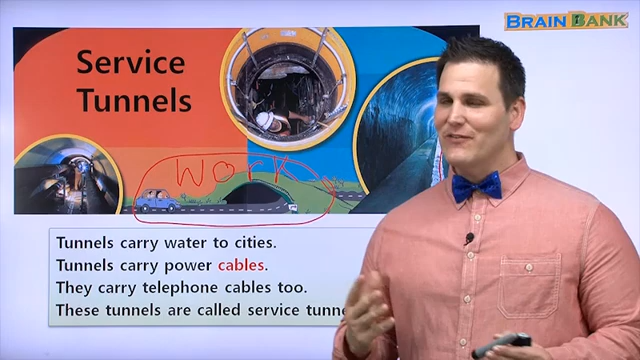 BRAIN BANK
Service
Tunnels
Work
Tunnels carry water to cities.
Tunnels carry power cables.
They carry telephone cables too.
These tunnels are called service tunne